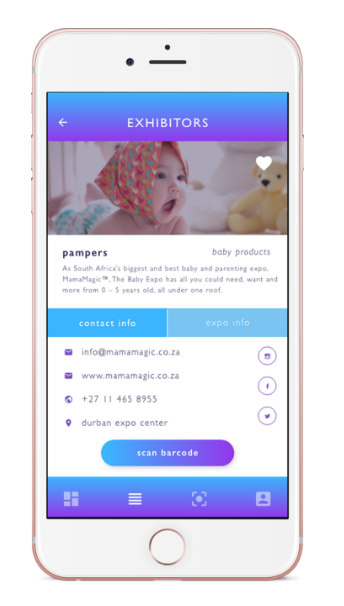 EXHIBITORS
pampers
baby products
As South Africa's biggest and best baby and parenting expo,
MamaMagic™, The Baby Expo has all you could need, want and
more from 0 – 5 years old, all under one roof.
contact info
expo info
info@mamamagic.co.za
www.mamamagic.co.za
+27 11 465 8955
durban expo center
scan barcode